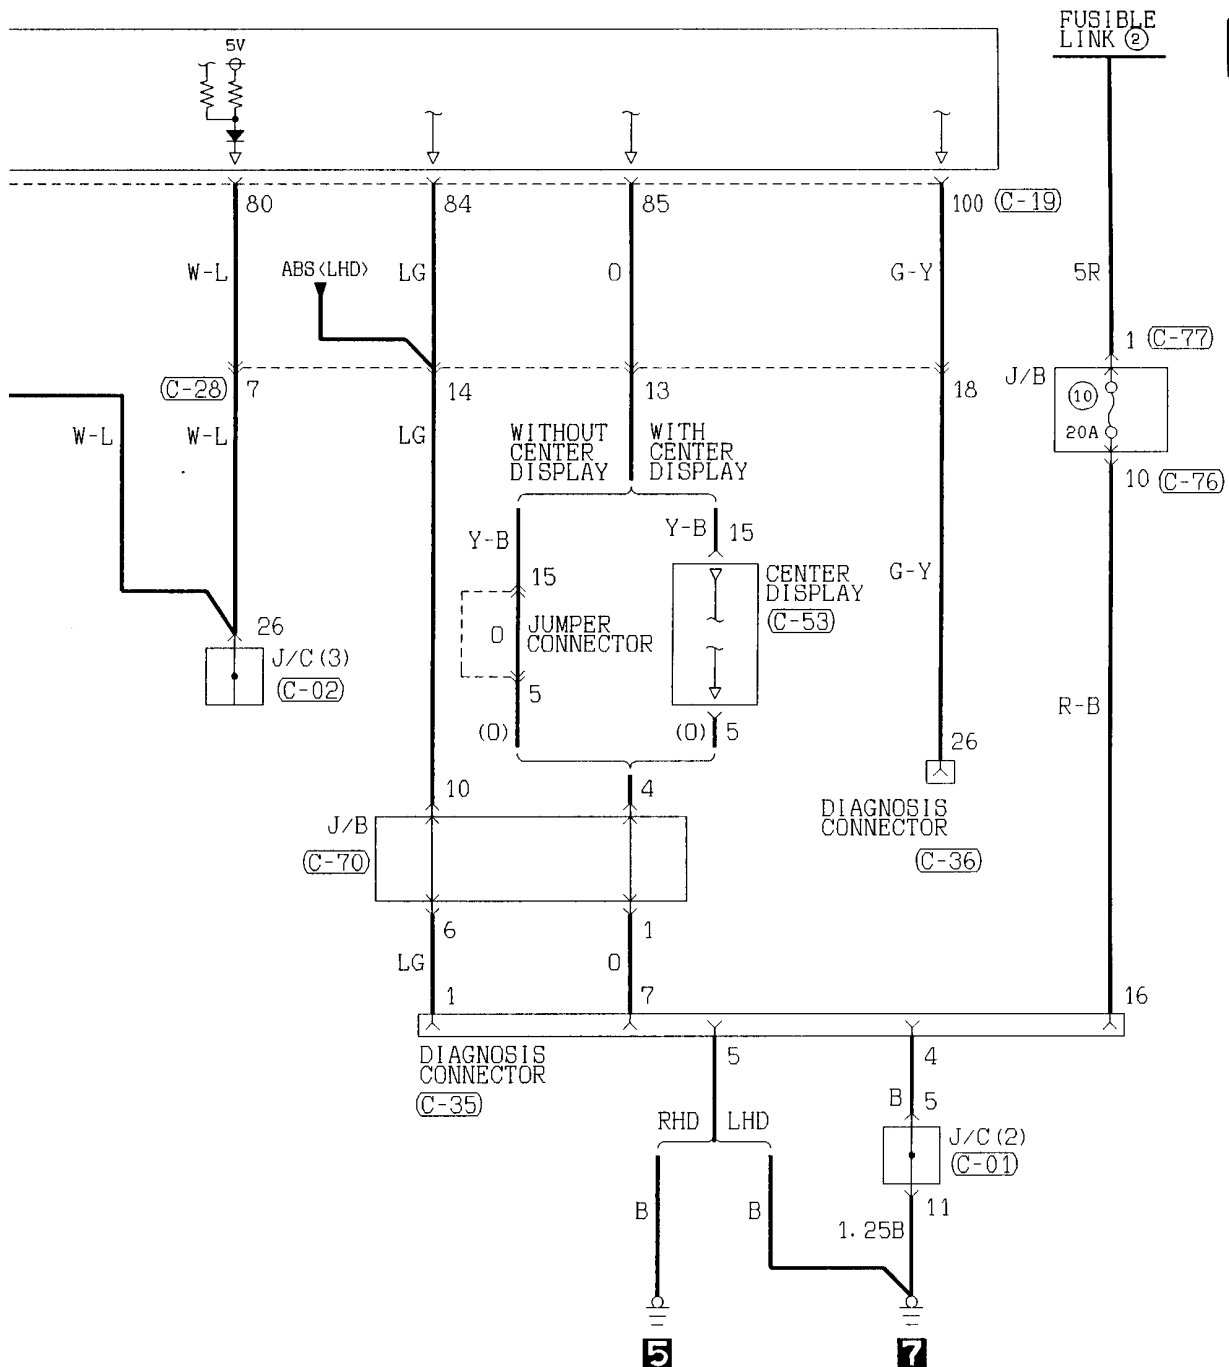 FUSIBLE
LINK ②
5V
80
84
85
100 (C-19)
W-L
ABS<LHD>
LG
O
G-Y
5R
1 (C-77)
(C-28) 7
14
13
18
J/B
⑩
20A
W-L
W-L
LG
WITHOUT
CENTER
DISPLAY
WITH
CENTER
DISPLAY
10 (C-76)
Y-B
Y-B
15
15
CENTER
DISPLAY
(C-53)
G-Y
O
JUMPER
CONNECTOR
26
J/C(3)
(C-02)
5
(O)
(O)
5
R-B
26
10
4
DIAGNOSIS
CONNECTOR
(C-36)
J/B
(C-70)
6
1
LG
O
1
7
16
DIAGNOSIS
CONNECTOR
(C-35)
5
4
B
5
RHD
LHD
J/C(2)
(C-01)
B
B
11
1.25B
5
7